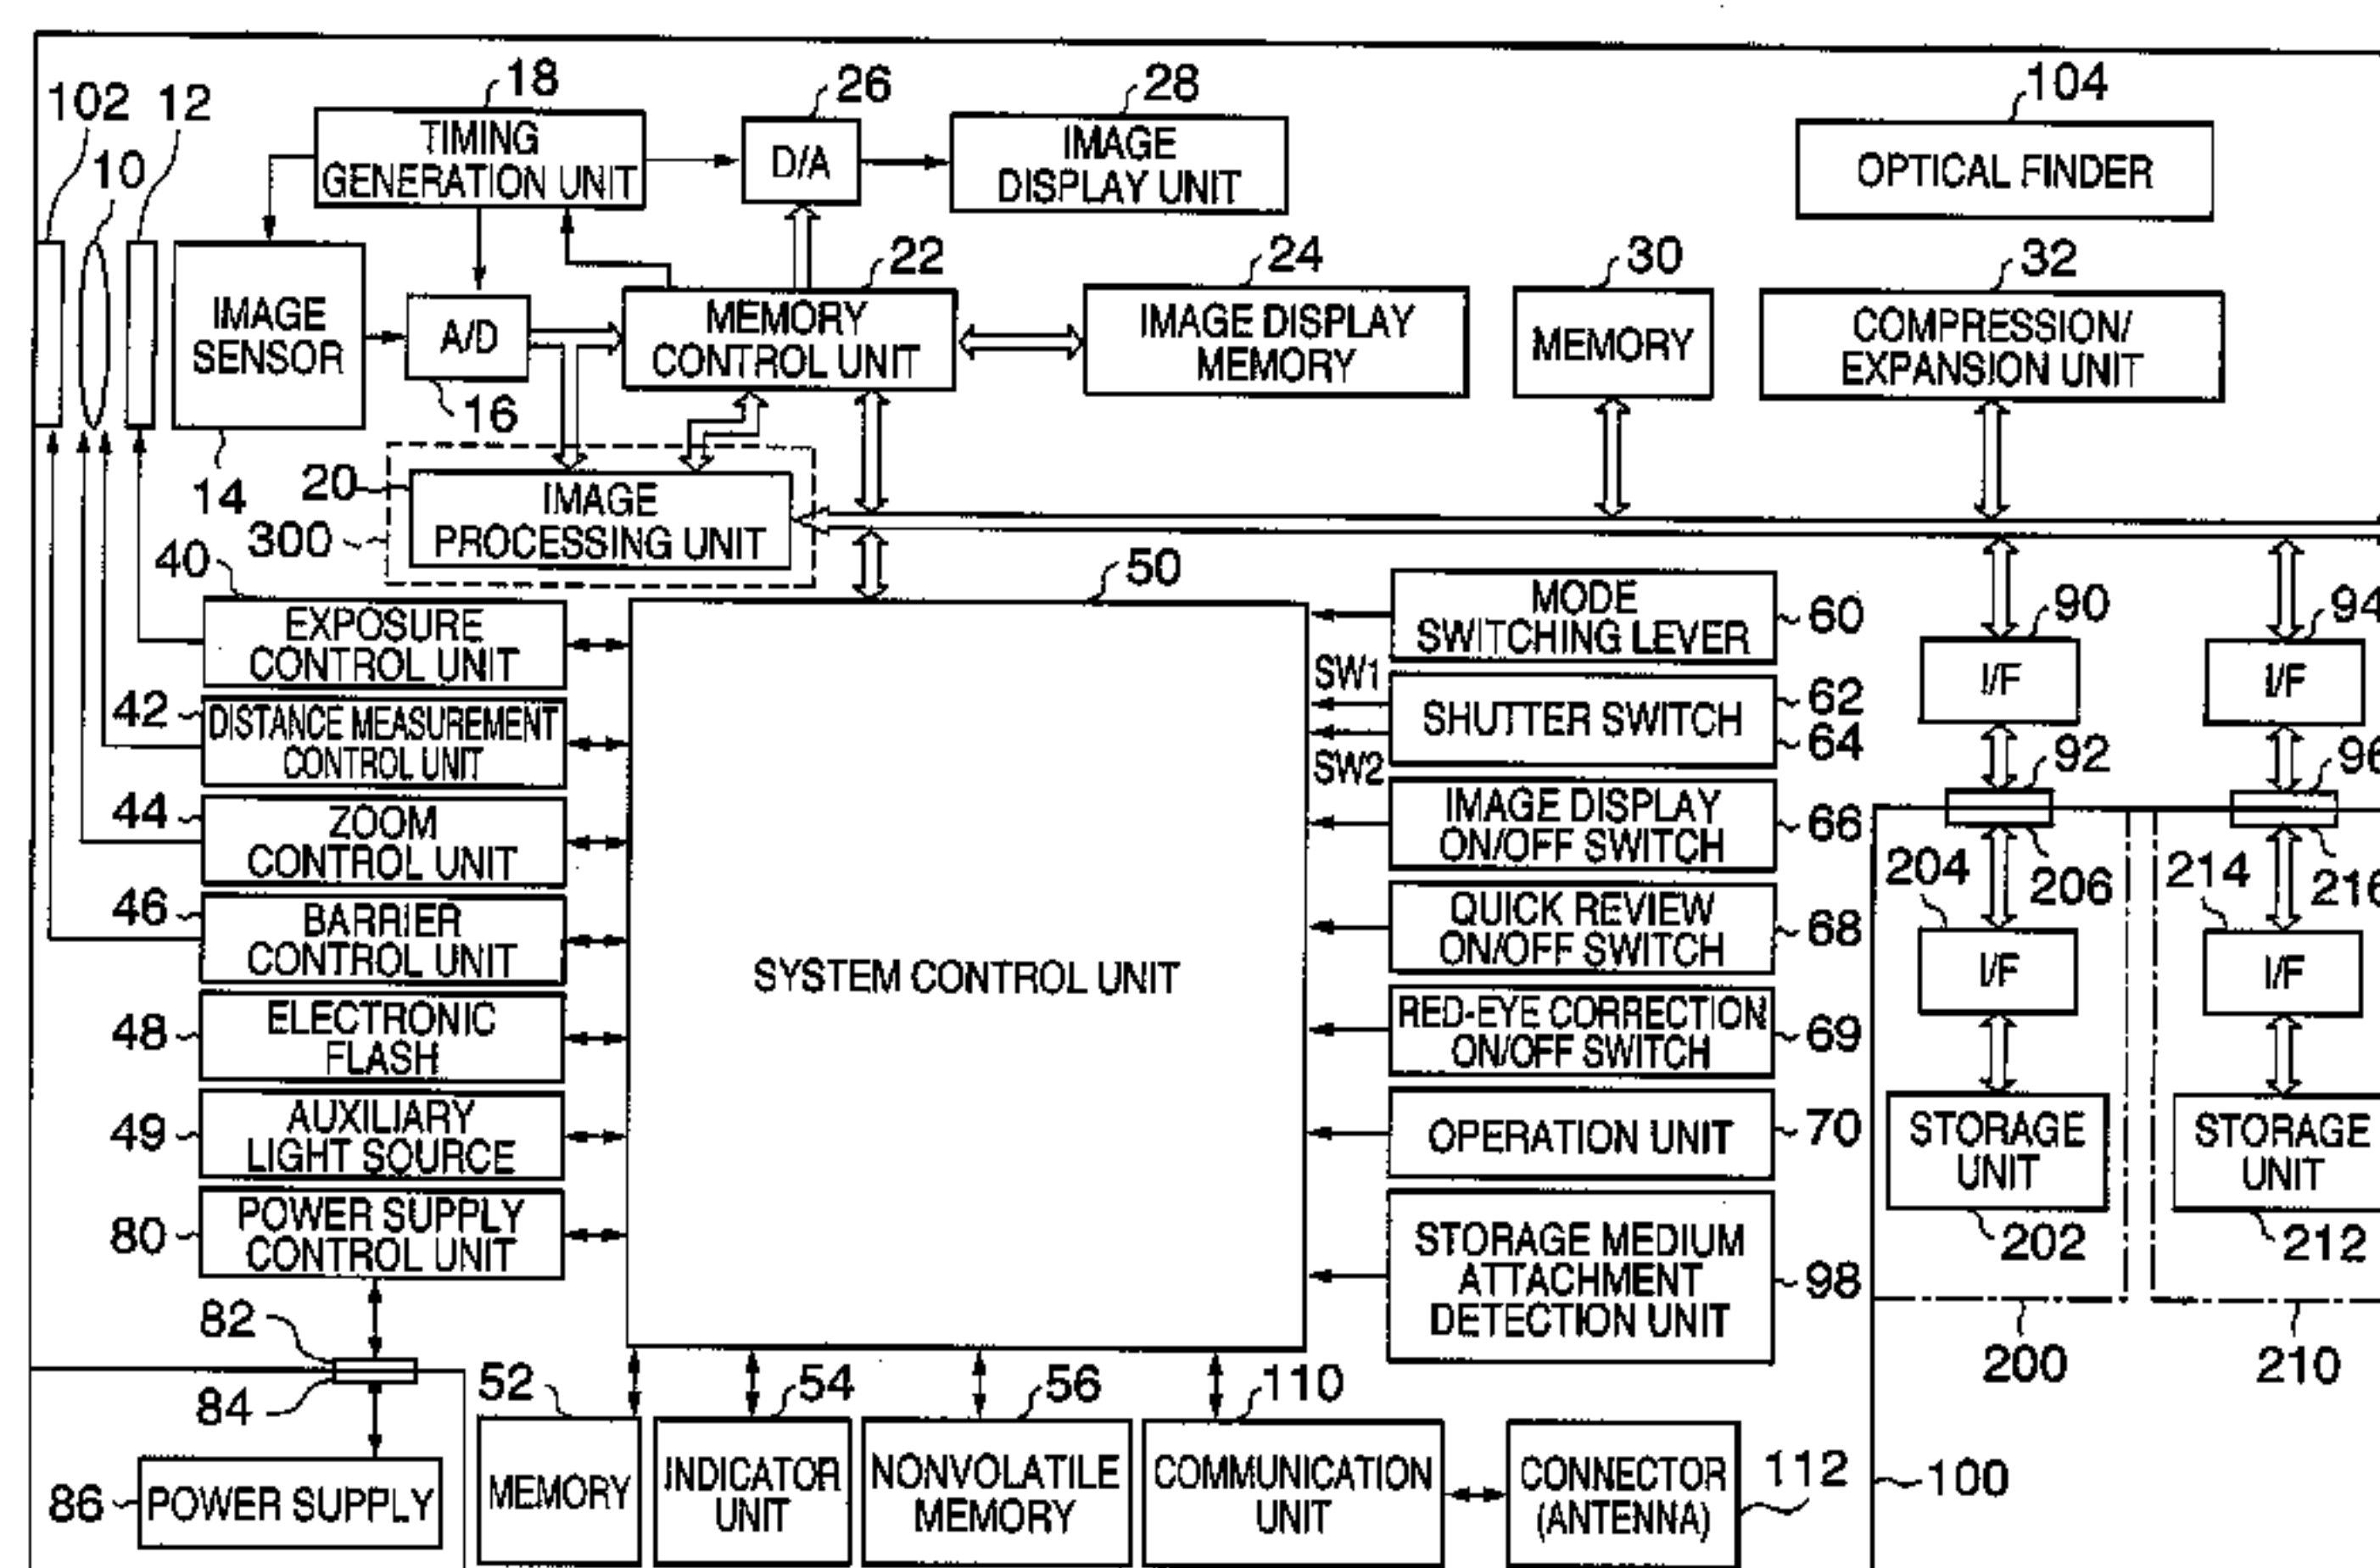 18
26
28
104
102
12
10
TIMING
GENERATION UNIT
D/A
IMAGE
DISPLAY UNIT
OPTICAL FINDER
22
24
30
32
IMAGE
SENSOR
A/D
MEMORY
CONTROL UNIT
IMAGE DISPLAY
MEMORY
MEMORY
COMPRESSION/
EXPANSION UNIT
16
14
20
IMAGE
PROCESSING UNIT
300
40
50
EXPOSURE
CONTROL UNIT
42
DISTANCE MEASUREMENT
CONTROL UNIT
44
ZOOM
CONTROL UNIT
46
BARRIER
CONTROL UNIT
48
ELECTRONIC
FLASH
49
AUXILIARY
LIGHT SOURCE
80
POWER SUPPLY
CONTROL UNIT
82
84
86
POWER SUPPLY
SYSTEM CONTROL UNIT
MODE
SWITCHING LEVER
60
SW1
SHUTTER SWITCH
62
64
SW2
IMAGE DISPLAY
ON/OFF SWITCH
66
QUICK REVIEW
ON/OFF SWITCH
68
RED-EYE CORRECTION
ON/OFF SWITCH
69
OPERATION UNIT
70
STORAGE MEDIUM
ATTACHMENT
DETECTION UNIT
98
90
94
I/F
I/F
92
96
204
206
214
216
I/F
I/F
STORAGE
UNIT
STORAGE
UNIT
202
212
200
210
52
54
56
110
MEMORY
INDICATOR
UNIT
NONVOLATILE
MEMORY
COMMUNICATION
UNIT
CONNECTOR
(ANTENNA)
112
100